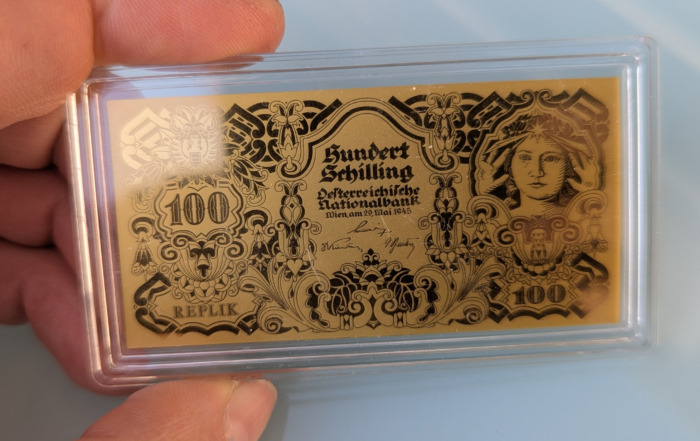 Hundert
Schilling
Oesterreichische
Nationalbank
Wien, am 29. Mai 1945
100
REPLIK
100